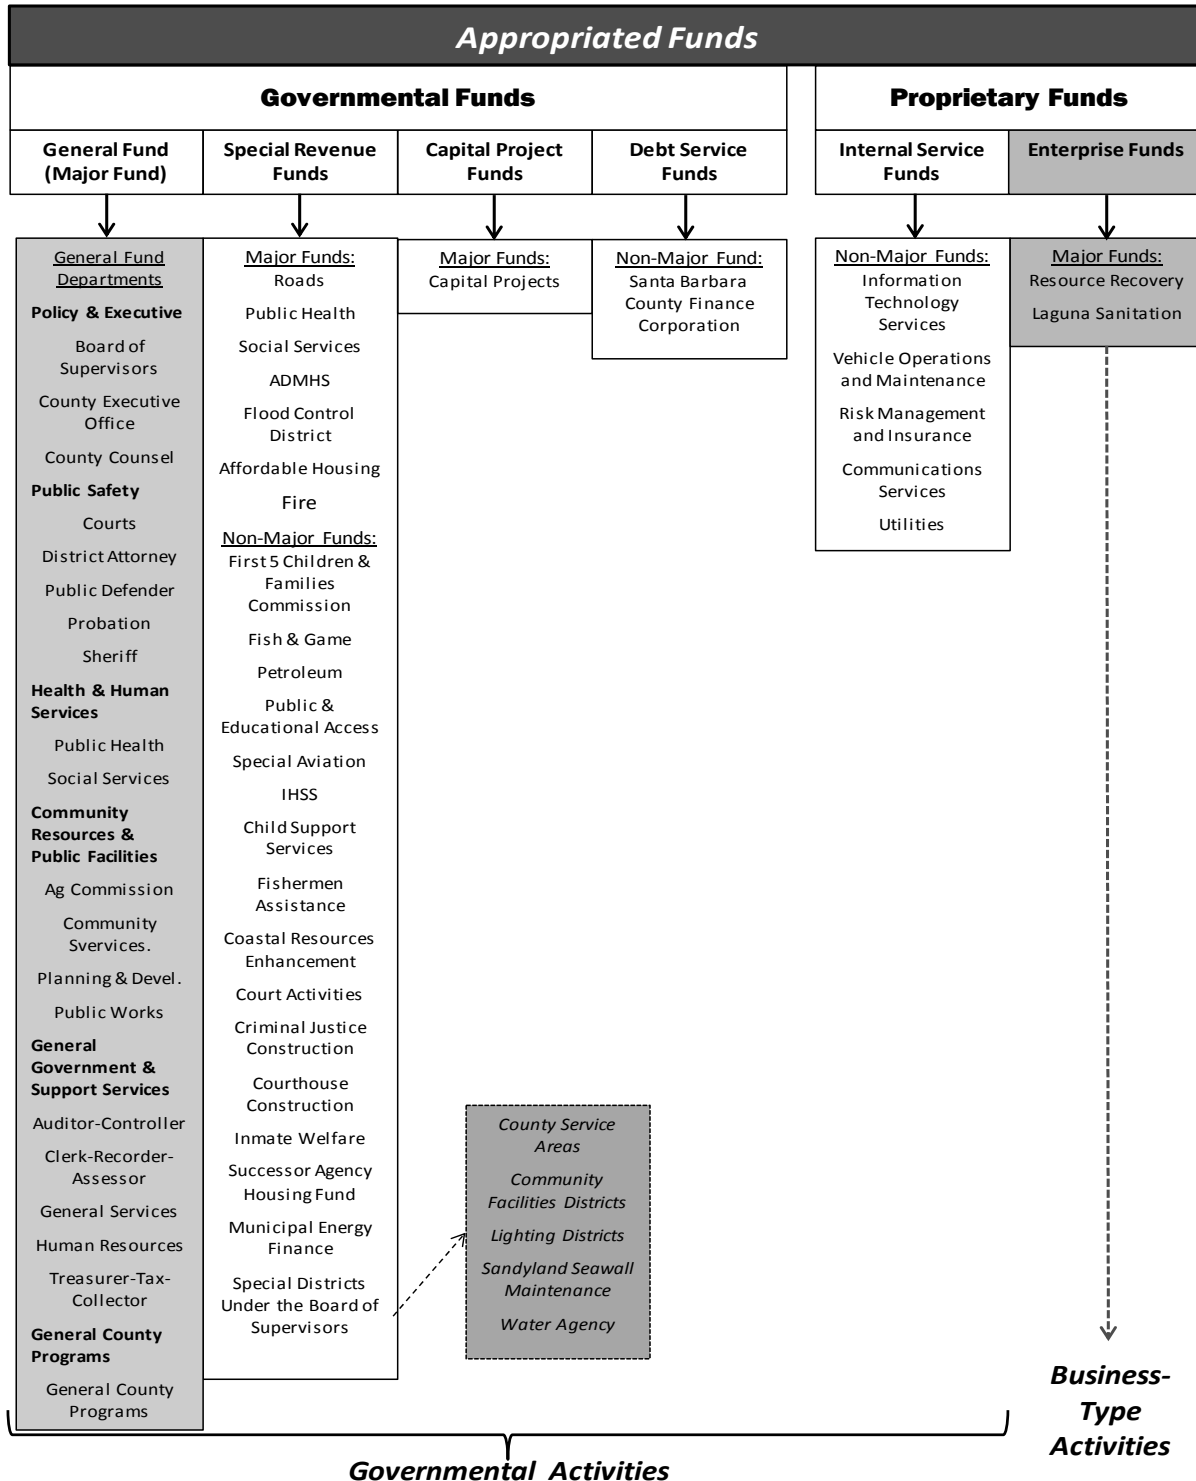 Appropriated Funds
Governmental Funds
Proprietary Funds
General Fund
(Major Fund)
Special Revenue
Funds
Capital Project
Funds
Debt Service
Funds
Internal Service
Funds
Enterprise Funds
General Fund
Departments
Policy & Executive
Board of
Supervisors
County Executive
Office
County Counsel
Public Safety
Courts
District Attorney
Public Defender
Probation
Sheriff
Health & Human
Services
Public Health
Social Services
Community
Resources &
Public Facilities
Ag Commission
Community
Svervices.
Planning & Devel.
Public Works
General
Government &
Support Services
Auditor-Controller
Clerk-Recorder-
Assessor
General Services
Human Resources
Treasurer-Tax-
Collector
General County
Programs
General County
Programs
Major Funds:
Roads
Public Health
Social Services
ADMHS
Flood Control
District
Affordable Housing
Fire
Non-Major Funds:
First 5 Children &
Families
Commission
Fish & Game
Petroleum
Public &
Educational Access
Special Aviation
IHSS
Child Support
Services
Fishermen
Assistance
Coastal Resources
Enhancement
Court Activities
Criminal Justice
Construction
Courthouse
Construction
Inmate Welfare
Successor Agency
Housing Fund
Municipal Energy
Finance
Special Districts
Under the Board of
Supervisors
County Service
Areas
Community
Facilities Districts
Lighting Districts
Sandyland Seawall
Maintenance
Water Agency
Major Funds:
Capital Projects
Non-Major Fund:
Santa Barbara
County Finance
Corporation
Non-Major Funds:
Information
Technology
Services
Vehicle Operations
and Maintenance
Risk Management
and Insurance
Communications
Services
Utilities
Major Funds:
Resource Recovery
Laguna Sanitation
Business-
Type
Activities
Governmental Activities